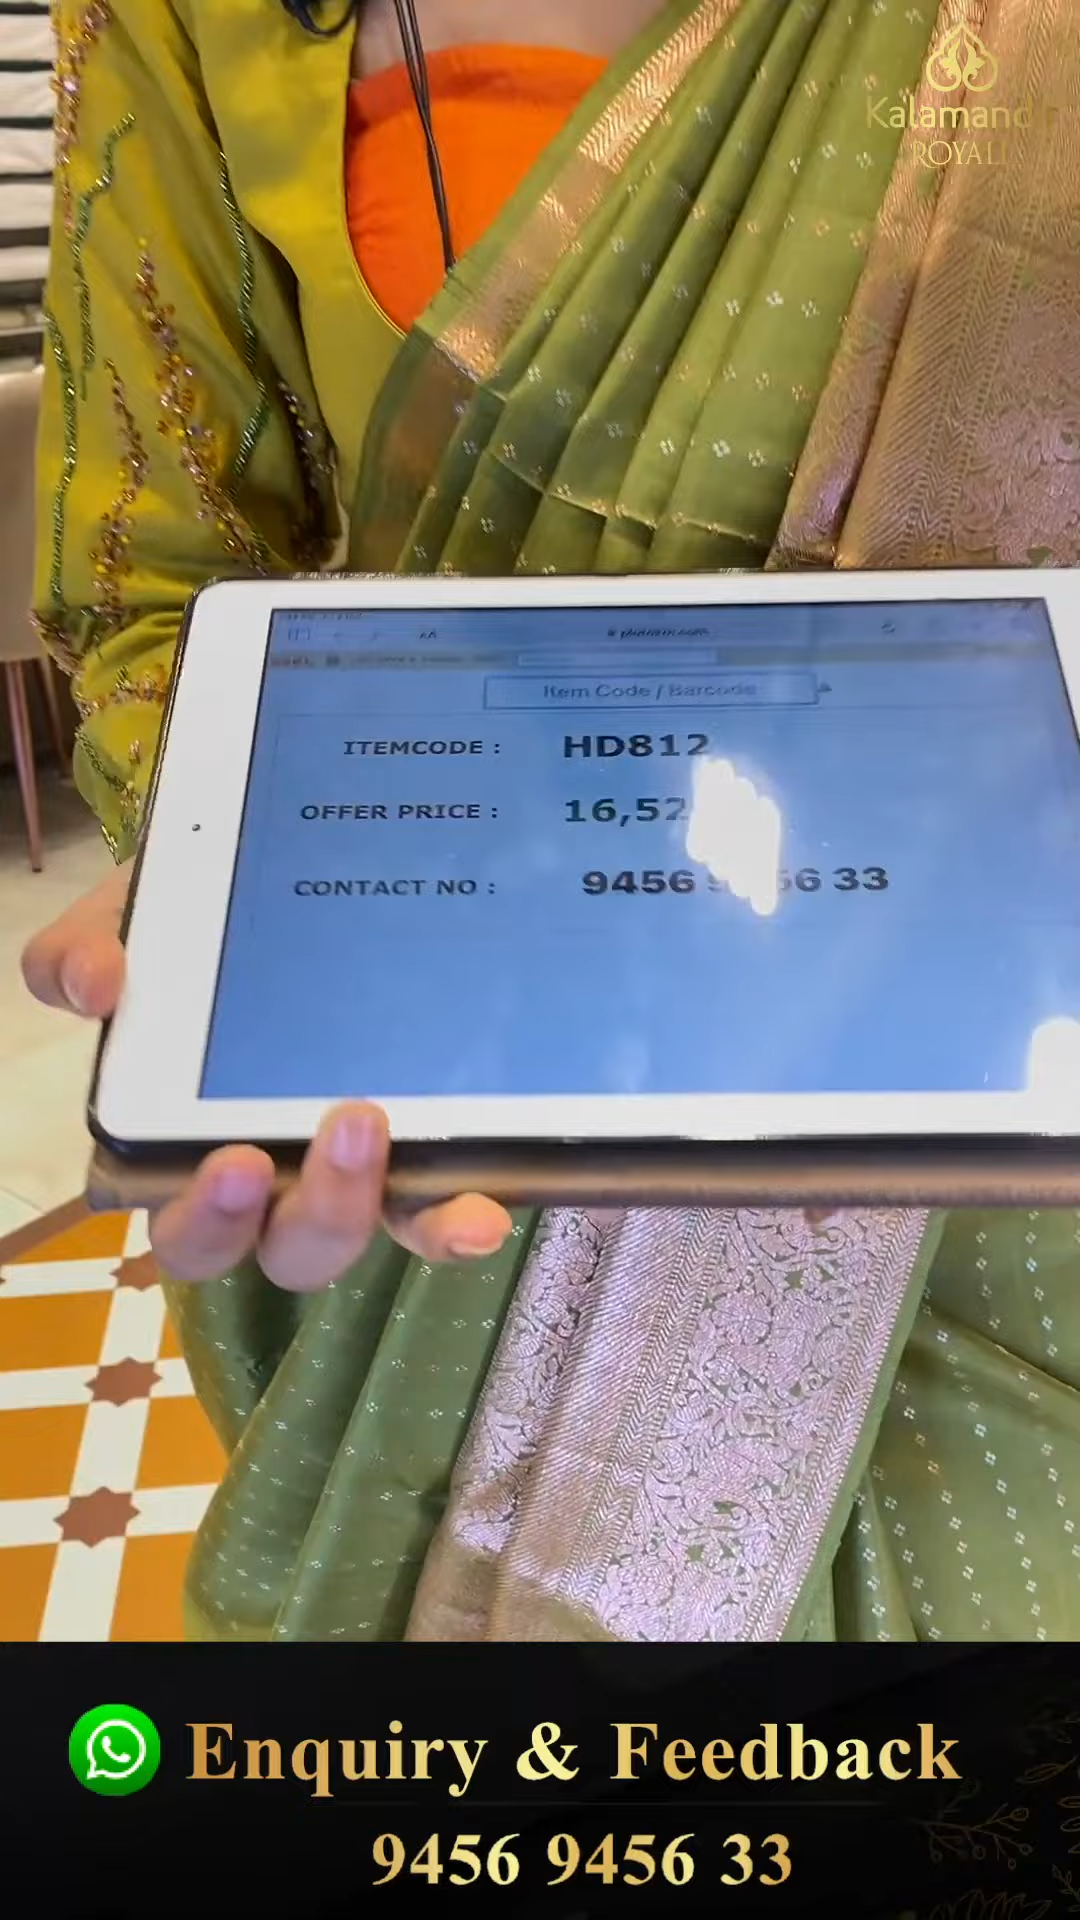 Kalamandir
ROYALE
Item Code / Barcode
ITEMCODE : HD812
OFFER PRICE : 16,52
CONTACT NO : 9456 9456 33
Enquiry & Feedback
9456 9456 33